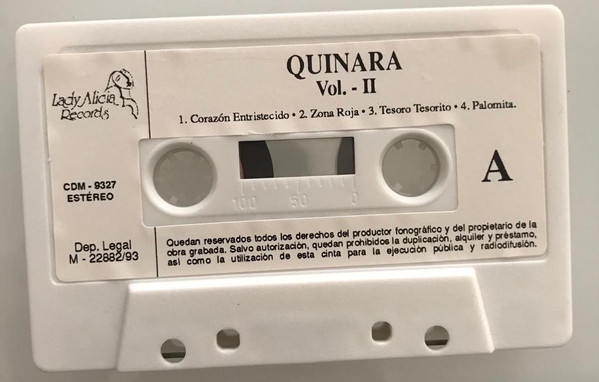 QUINARA
Vol. - II
Lady Alicia
Records
1. Corazón Entristecido • 2. Zona Roja • 3. Tesoro Tesorito • 4. Palomita.
CDM - 9327
ESTÉREO
A
100 50 0
Dep. Legal
M - 22882/93
Quedan reservados todos los derechos del productor fonográfico y del propietario de la
obra grabada. Salvo autorización, quedan prohibidos la duplicación, alquiler y préstamo,
así como la utilización de esta cinta para la ejecución pública y radiodifusión.